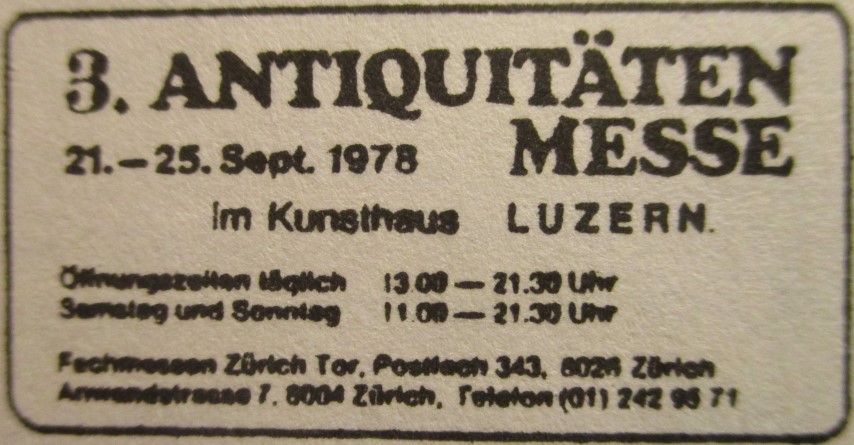 3. ANTIQUITÄTEN
MESSE
21.–25. Sept. 1978
im Kunsthaus LUZERN.
Öffnungszeiten täglich 13.00 — 21.30 Uhr
Samstag und Sonntag 11.00 — 21.30 Uhr
Fachmessen Zürich Tor, Postfach 343, 8026 Zürich
Anwandstrasse 7, 8004 Zürich, Telefon (01) 242 95 71